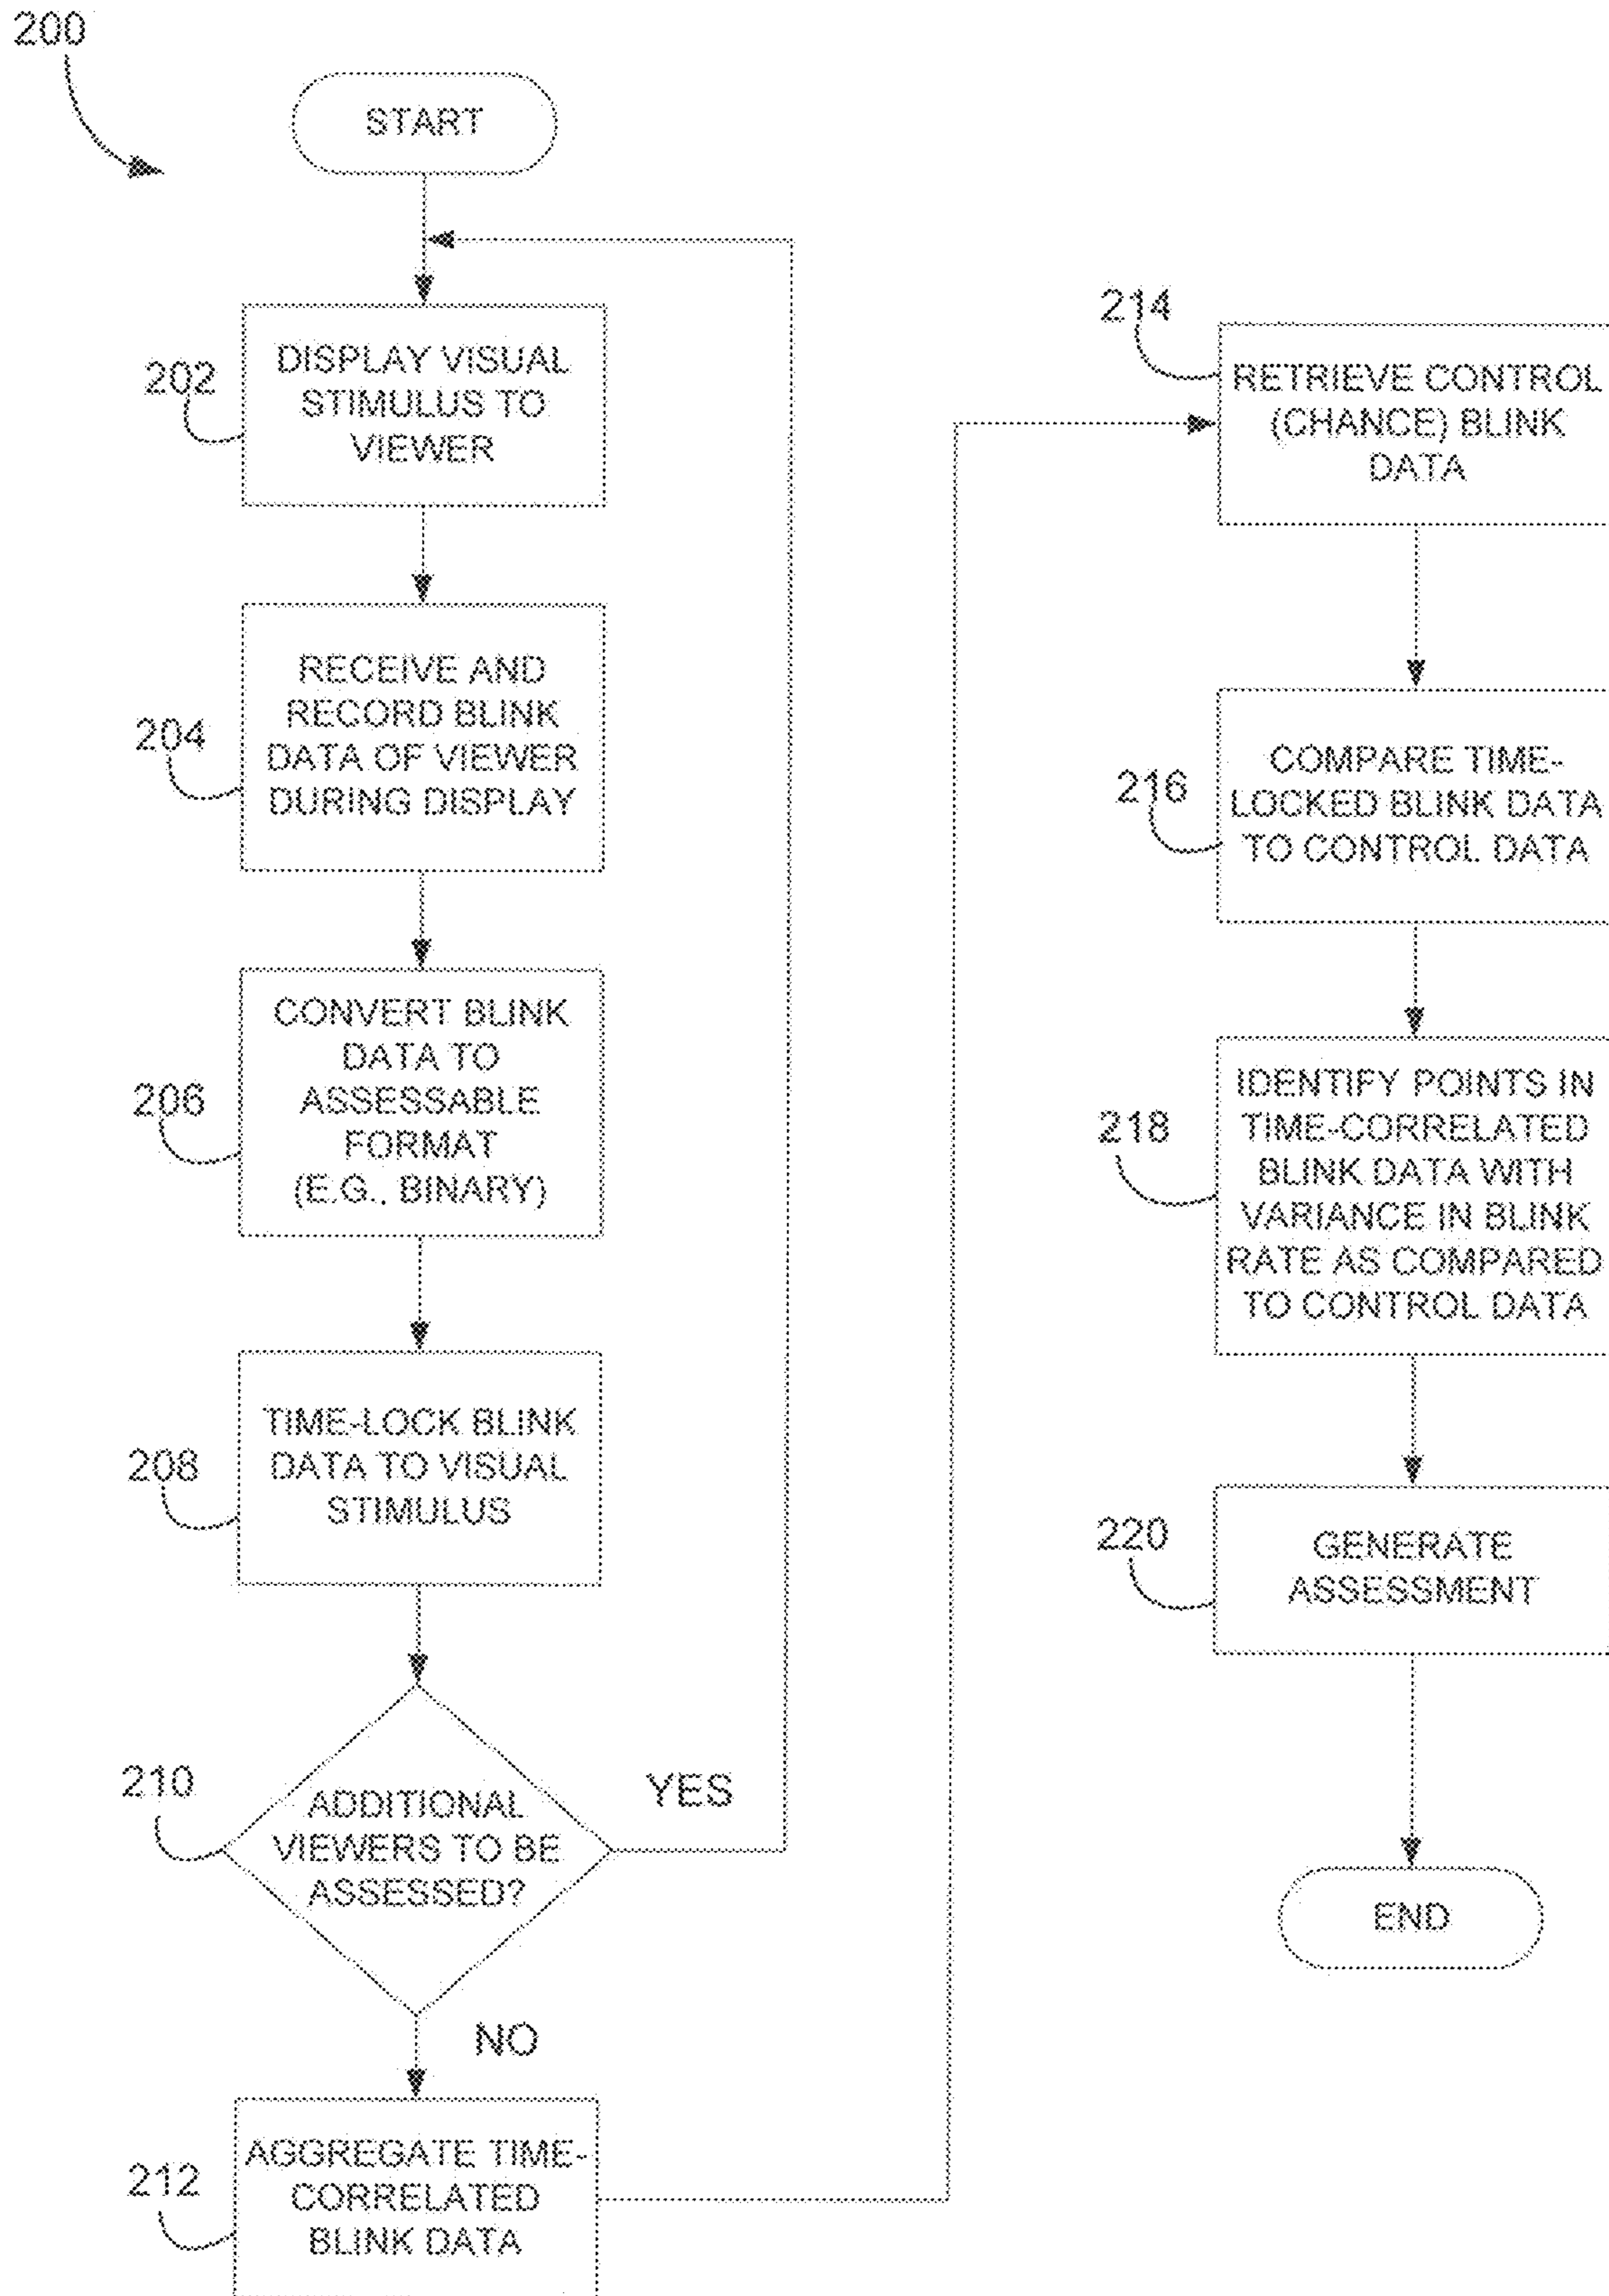 200
START
202
DISPLAY VISUAL
STIMULUS TO
VIEWER
204
RECEIVE AND
RECORD BLINK
DATA OF VIEWER
DURING DISPLAY
206
CONVERT BLINK
DATA TO
ASSESSABLE
FORMAT
(E.G., BINARY)
208
TIME-LOCK BLINK
DATA TO VISUAL
STIMULUS
210
ADDITIONAL
VIEWERS TO BE
ASSESSED?
YES
NO
212
AGGREGATE TIME-
CORRELATED
BLINK DATA
214
RETRIEVE CONTROL
(CHANCE) BLINK
DATA
216
COMPARE TIME-
LOCKED BLINK DATA
TO CONTROL DATA
218
IDENTIFY POINTS IN
TIME-CORRELATED
BLINK DATA WITH
VARIANCE IN BLINK
RATE AS COMPARED
TO CONTROL DATA
220
GENERATE
ASSESSMENT
END